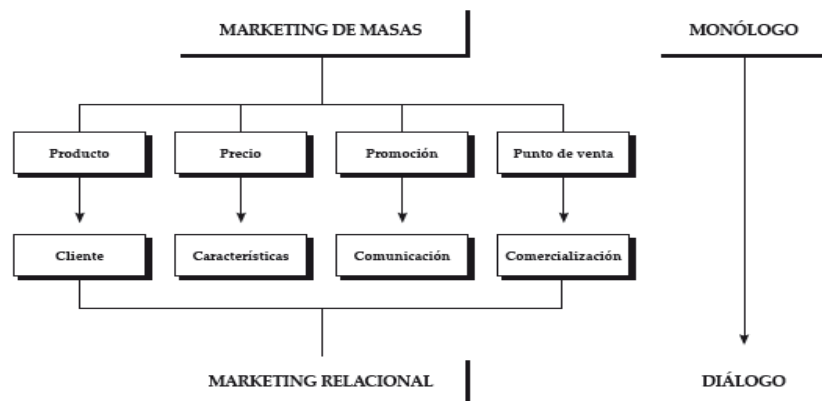 MARKETING DE MASAS
MONÓLOGO
Producto
Precio
Promoción
Punto de venta
Cliente
Características
Comunicación
Comercialización
MARKETING RELACIONAL
DIÁLOGO